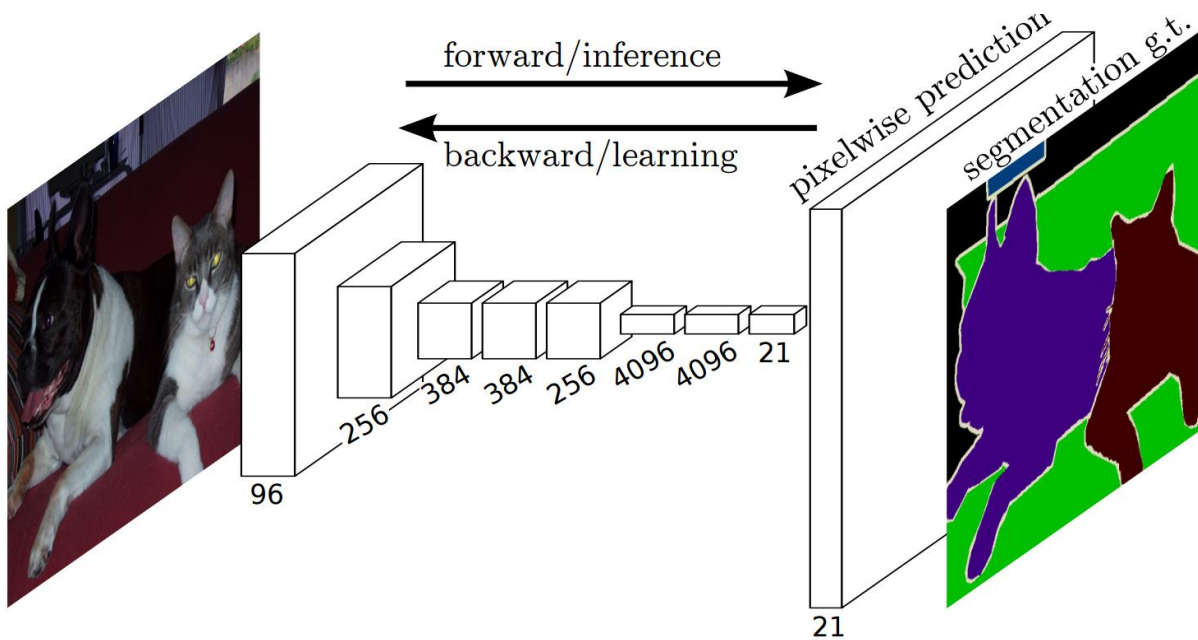 forward/inference
backward/learning
pixelwise prediction
segmentation g.t.
96
256
384
384
256
4096
4096
21
21